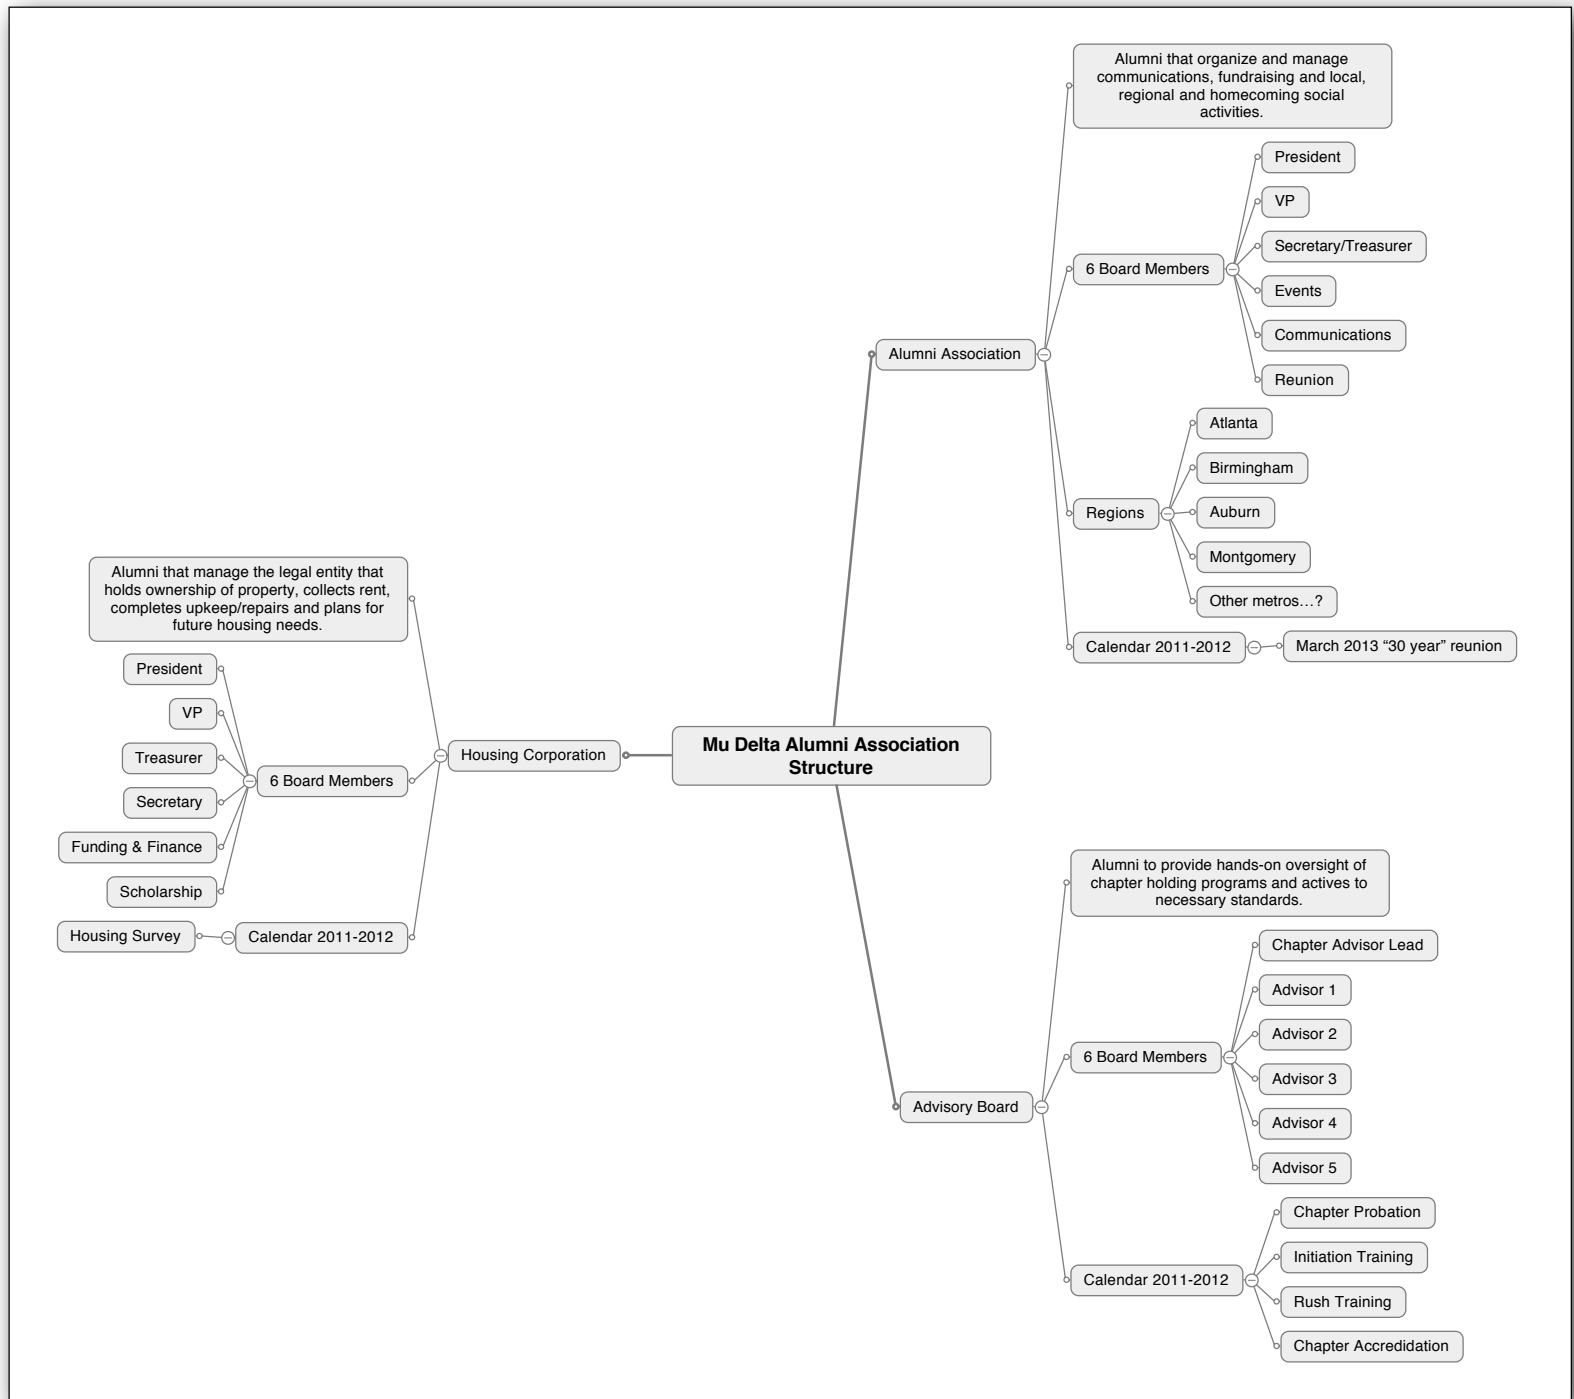 Mu Delta Alumni Association
Structure
Alumni Association
Alumni that organize and manage
communications, fundraising and local,
regional and homecoming social
activities.
6 Board Members
President
VP
Secretary/Treasurer
Events
Communications
Reunion
Regions
Atlanta
Birmingham
Auburn
Montgomery
Other metros…?
Calendar 2011-2012
March 2013 “30 year” reunion
Advisory Board
Alumni to provide hands-on oversight of
chapter holding programs and actives to
necessary standards.
6 Board Members
Chapter Advisor Lead
Advisor 1
Advisor 2
Advisor 3
Advisor 4
Advisor 5
Calendar 2011-2012
Chapter Probation
Initiation Training
Rush Training
Chapter Accredidation
Housing Corporation
Alumni that manage the legal entity that
holds ownership of property, collects rent,
completes upkeep/repairs and plans for
future housing needs.
6 Board Members
President
VP
Treasurer
Secretary
Funding & Finance
Scholarship
Calendar 2011-2012
Housing Survey